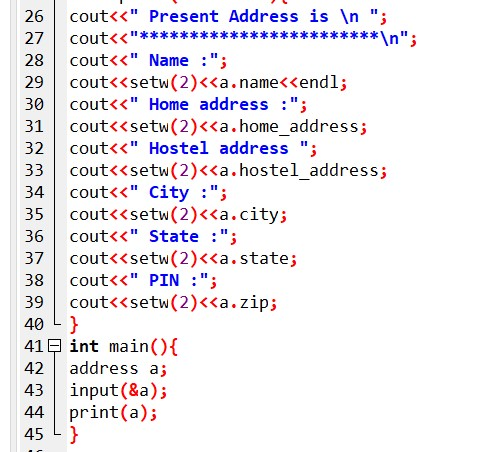 26 cout<<" Present Address is \n ";
27 cout<<"************************\n";
28 cout<<" Name :";
29 cout<<setw(2)<<a.name<<endl;
30 cout<<" Home address :";
31 cout<<setw(2)<<a.home_address;
32 cout<<" Hostel address ";
33 cout<<setw(2)<<a.hostel_address;
34 cout<<" City :";
35 cout<<setw(2)<<a.city;
36 cout<<" State :";
37 cout<<setw(2)<<a.state;
38 cout<<" PIN :";
39 cout<<setw(2)<<a.zip;
40 }
41 int main(){
42 address a;
43 input(&a);
44 print(a);
45 }